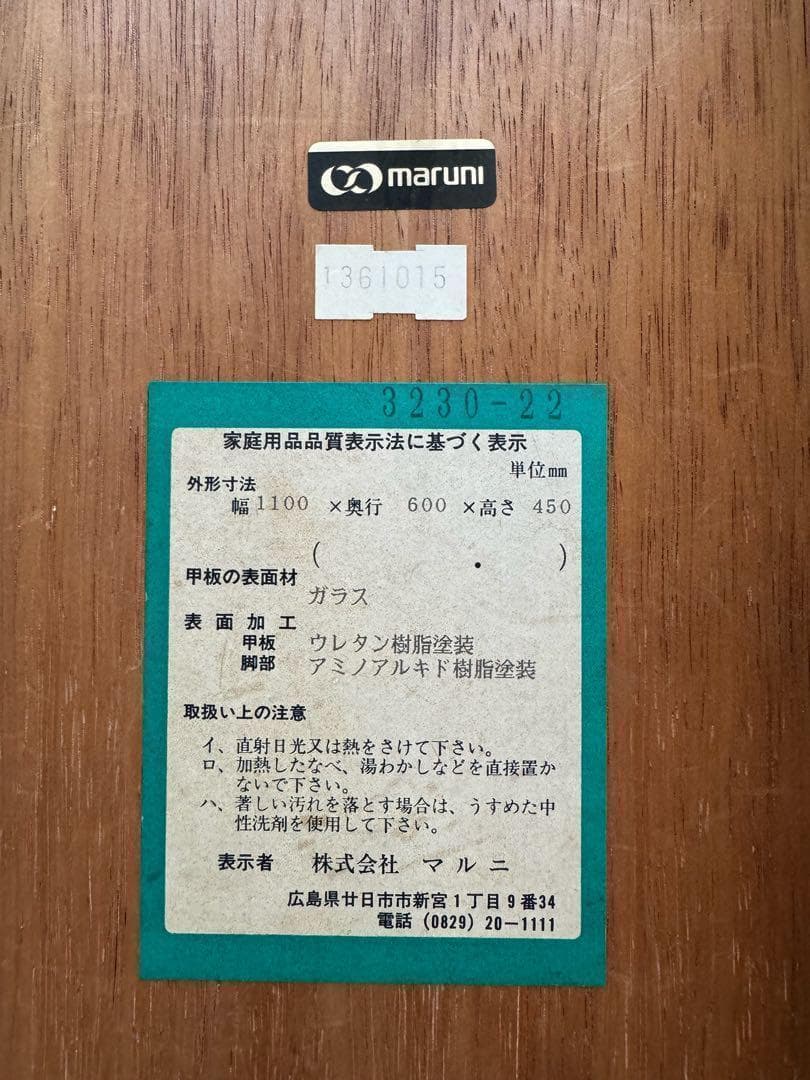 maruni
1361015
3230-22
家庭用品品質表示法に基づく表示
単位mm
外形寸法
幅1100 ×奥行 600 ×高さ 450
( . )
甲板の表面材
ガラス
表面加工
甲板 ウレタン樹脂塗装
脚部 アミノアルキド樹脂塗装
取扱い上の注意
イ、直射日光又は熱をさけて下さい。
ロ、加熱したなべ、湯わかしなどを直接置か
ないで下さい。
ハ、著しい汚れを落とす場合は、うすめた中
性洗剤を使用して下さい。
表示者 株式会社 マルニ
広島県廿日市市新宮1丁目9番34
電話 (0829) 20-1111